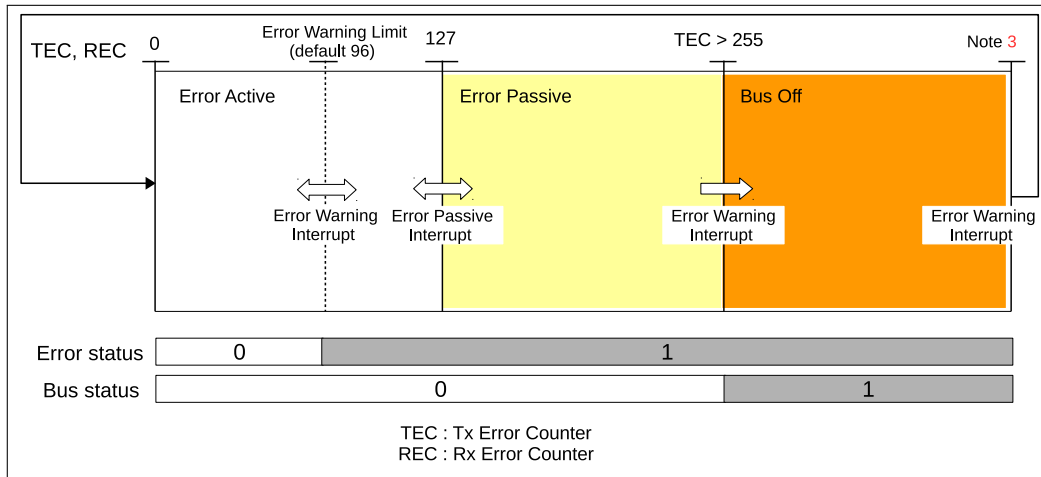 TEC, REC
0
Error Warning Limit
(default 96)
127
TEC > 255
Note 3
Error Active
Error Passive
Bus Off
Error Warning
Interrupt
Error Passive
Interrupt
Error Warning
Interrupt
Error Warning
Interrupt
Error status
0
1
Bus status
0
1
TEC : Tx Error Counter
REC : Rx Error Counter